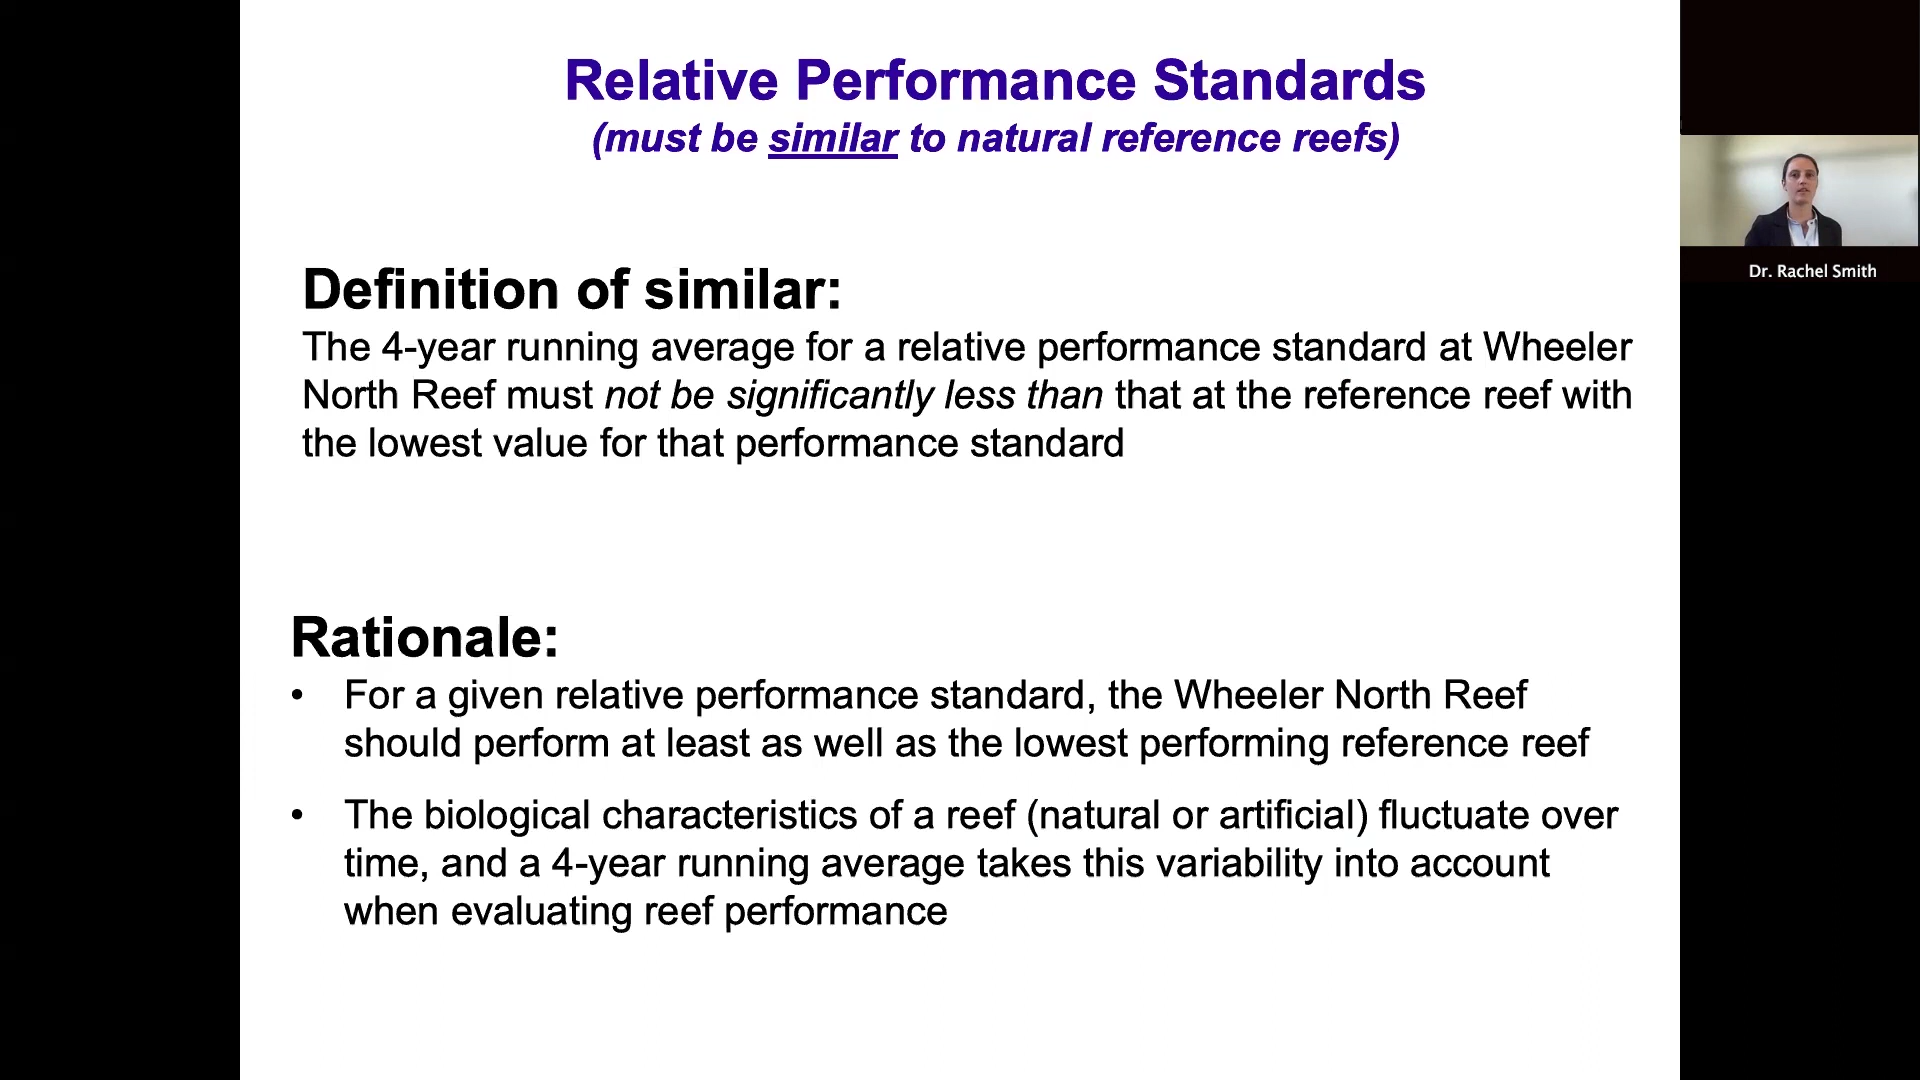 Relative Performance Standards
(must be similar to natural reference reefs)
Dr. Rachel Smith
Definition of similar:
The 4-year running average for a relative performance standard at Wheeler
North Reef must not be significantly less than that at the reference reef with
the lowest value for that performance standard
Rationale:
• For a given relative performance standard, the Wheeler North Reef
should perform at least as well as the lowest performing reference reef
• The biological characteristics of a reef (natural or artificial) fluctuate over
time, and a 4-year running average takes this variability into account
when evaluating reef performance